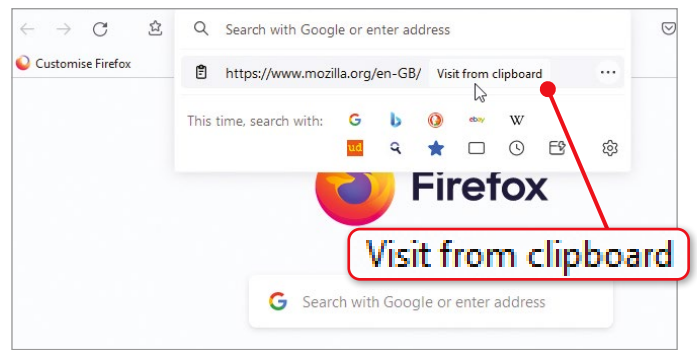 Search with Google or enter address
Customise Firefox
https://www.mozilla.org/en-GB/ Visit from clipboard
This time, search with: G b ebay W
ud
Firefox
Visit from clipboard
G Search with Google or enter address